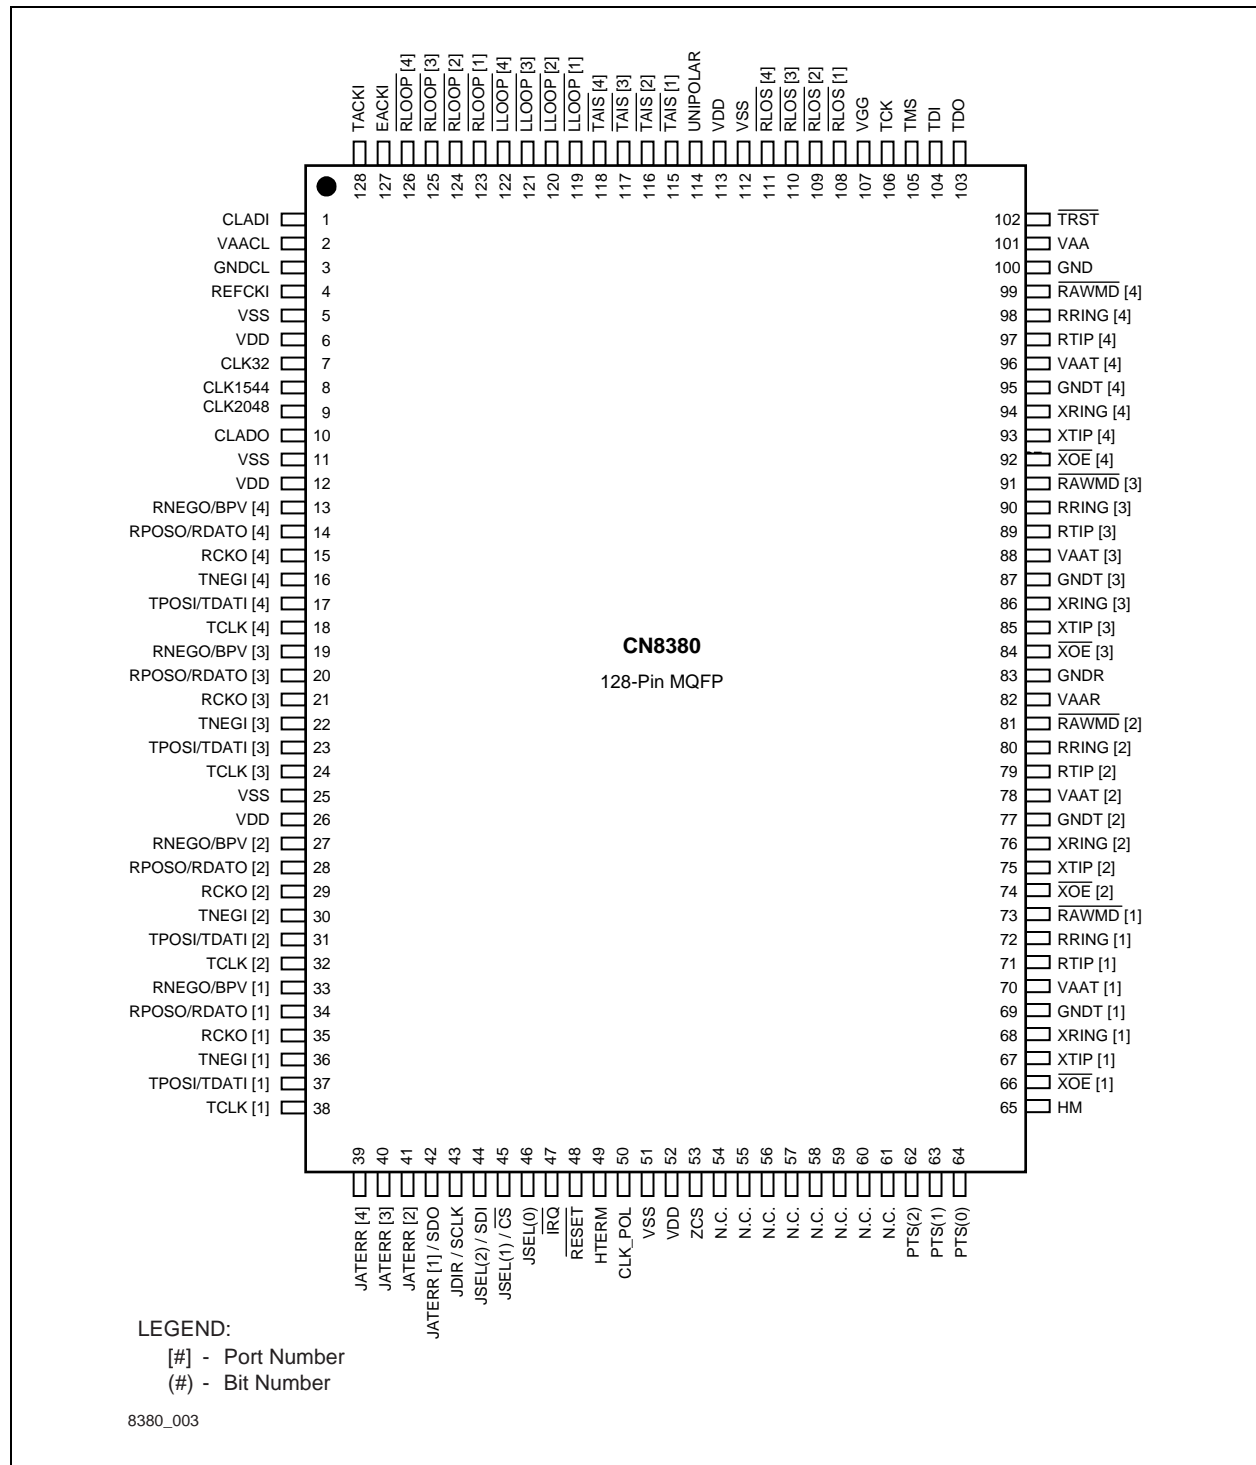 TACKI
EACKI
RLOOP [4]
RLOOP [3]
RLOOP [2]
RLOOP [1]
LLOOP [4]
LLOOP [3]
LLOOP [2]
LLOOP [1]
TAIS [4]
TAIS [3]
TAIS [2]
TAIS [1]
UNIPOLAR
VDD
VSS
RLOS [4]
RLOS [3]
RLOS [2]
RLOS [1]
VGG
TCK
TMS
TDI
TDO
128
127
126
125
124
123
122
121
120
119
118
117
116
115
114
113
112
111
110
109
108
107
106
105
104
103
CLADI 1
VAACL 2
GNDCL 3
REFCKI 4
VSS 5
VDD 6
CLK32 7
CLK1544 8
CLK2048 9
CLADO 10
VSS 11
VDD 12
RNEGO/BPV [4] 13
RPOSO/RDATO [4] 14
RCKO [4] 15
TNEGI [4] 16
TPOSI/TDATI [4] 17
TCLK [4] 18
RNEGO/BPV [3] 19
RPOSO/RDATO [3] 20
RCKO [3] 21
TNEGI [3] 22
TPOSI/TDATI [3] 23
TCLK [3] 24
VSS 25
VDD 26
RNEGO/BPV [2] 27
RPOSO/RDATO [2] 28
RCKO [2] 29
TNEGI [2] 30
TPOSI/TDATI [2] 31
TCLK [2] 32
RNEGO/BPV [1] 33
RPOSO/RDATO [1] 34
RCKO [1] 35
TNEGI [1] 36
TPOSI/TDATI [1] 37
TCLK [1] 38
CN8380
128-Pin MQFP
102 TRST
101 VAA
100 GND
99 RAWMD [4]
98 RRING [4]
97 RTIP [4]
96 VAAT [4]
95 GNDT [4]
94 XRING [4]
93 XTIP [4]
92 XOE [4]
91 RAWMD [3]
90 RRING [3]
89 RTIP [3]
88 VAAT [3]
87 GNDT [3]
86 XRING [3]
85 XTIP [3]
84 XOE [3]
83 GNDR
82 VAAR
81 RAWMD [2]
80 RRING [2]
79 RTIP [2]
78 VAAT [2]
77 GNDT [2]
76 XRING [2]
75 XTIP [2]
74 XOE [2]
73 RAWMD [1]
72 RRING [1]
71 RTIP [1]
70 VAAT [1]
69 GNDT [1]
68 XRING [1]
67 XTIP [1]
66 XOE [1]
65 HM
39
40
41
42
43
44
45
46
47
48
49
50
51
52
53
54
55
56
57
58
59
60
61
62
63
64
JATERR [4]
JATERR [3]
JATERR [2]
JATERR [1] / SDO
JDIR / SCLK
JSEL(2) / SDI
JSEL(1) / CS
JSEL(0)
IRQ
RESET
HTERM
CLK_POL
VSS
VDD
ZCS
N.C.
N.C.
N.C.
N.C.
N.C.
N.C.
N.C.
N.C.
PTS(2)
PTS(1)
PTS(0)
LEGEND:
[#] - Port Number
(#) - Bit Number
8380_003